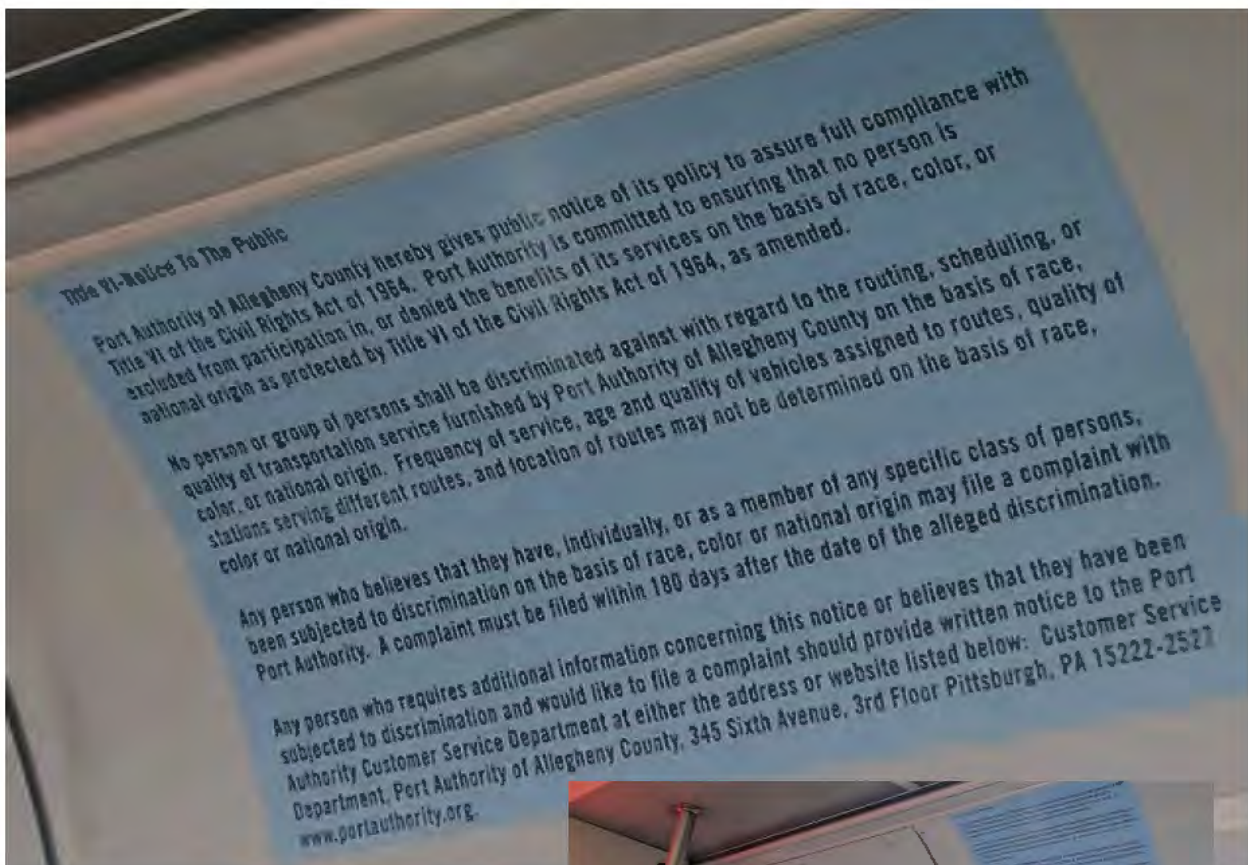 Title VI-Notice To The Public
Port Authority of Allegheny County hereby gives public notice of its policy to assure full compliance with
Title VI of the Civil Rights Act of 1964. Port Authority is committed to ensuring that no person is
excluded from participation in, or denied the benefits of its services on the basis of race, color, or
national origin as protected by Title VI of the Civil Rights Act of 1964, as amended.
No person or group of persons shall be discriminated against with regard to the routing, scheduling, or
quality of transportation service furnished by Port Authority of Allegheny County on the basis of race,
color, or national origin. Frequency of service, age and quality of vehicles assigned to routes, quality of
stations serving different routes, and location of routes may not be determined on the basis of race,
color or national origin.
Any person who believes that they have, individually, or as a member of any specific class of persons,
been subjected to discrimination on the basis of race, color or national origin may file a complaint with
Port Authority. A complaint must be filed within 180 days after the date of the alleged discrimination.
Any person who requires additional information concerning this notice or believes that they have been
subjected to discrimination and would like to file a complaint should provide written notice to the Port
Authority Customer Service Department at either the address or website listed below: Customer Service
Department, Port Authority of Allegheny County, 345 Sixth Avenue, 3rd Floor Pittsburgh, PA 15222-2527
www.portauthority.org.